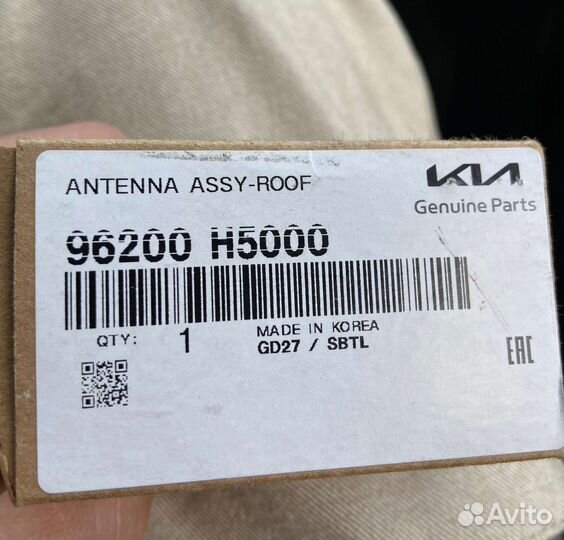 ANTENNA ASSY-ROOF
KIA
Genuine Parts
96200 H5000
QTY: 1
MADE IN KOREA
GD27 / SBTL
EAC
Avito